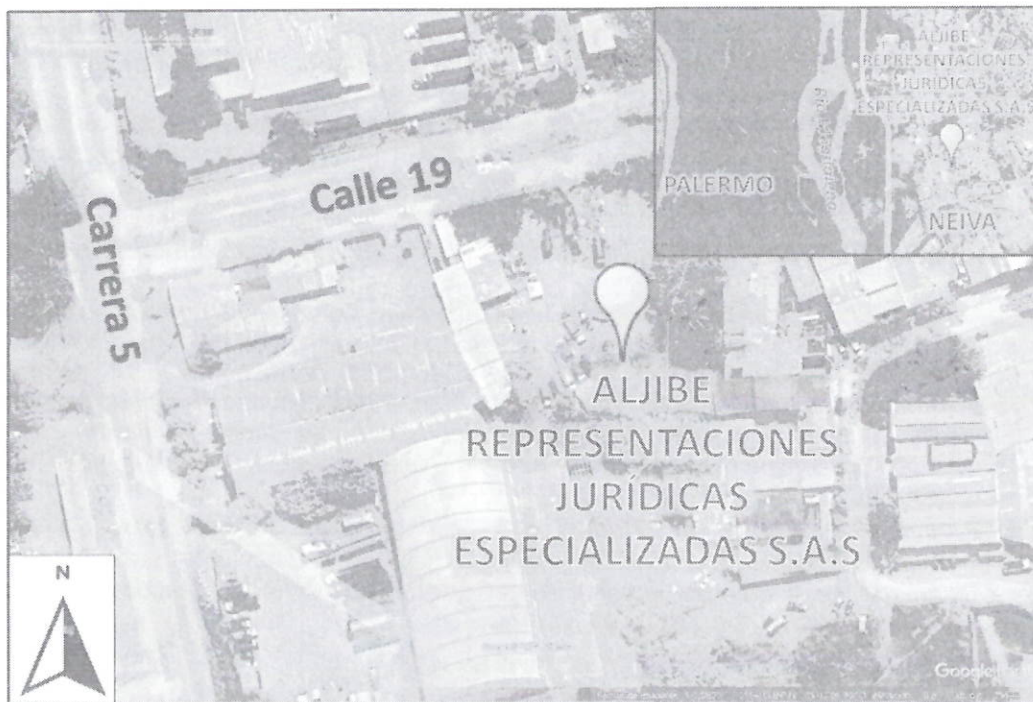 ALJIBE
REPRESENTACIONES
JURÍDICAS
ESPECIALIZADAS S.A.S
PALERMO
NEIVA
Calle 19
Carrera 5
ALJIBE
REPRESENTACIONES
JURÍDICAS
ESPECIALIZADAS S.A.S
N
Google